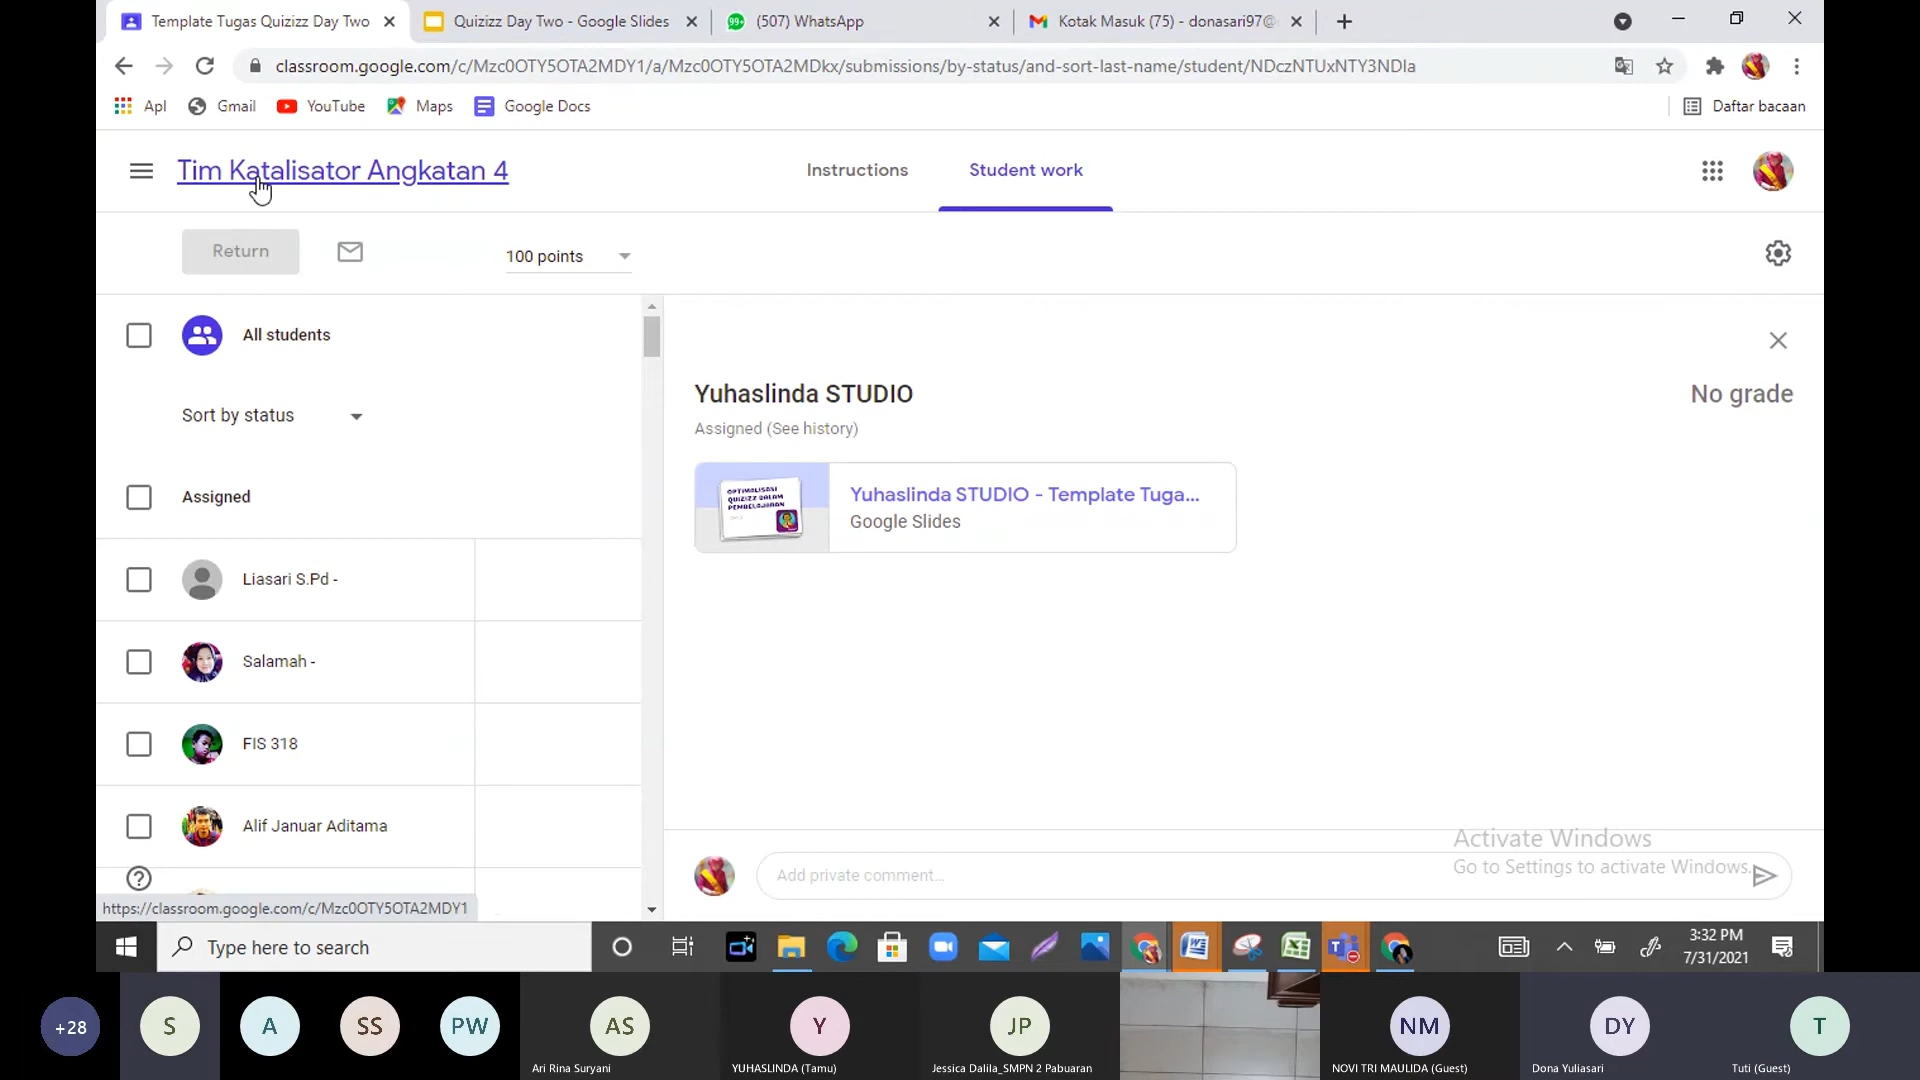 Template Tugas Quizizz Day Two
Quizizz Day Two - Google Slides
99+
(507) WhatsApp
Kotak Masuk (75) - donasari97@
classroom.google.com/c/Mzc0OTY5OTA2MDY1/a/Mzc0OTY5OTA2MDkx/submissions/by-status/and-sort-last-name/student/NDczNTUxNTY3NDIa
Apl
Gmail
YouTube
Maps
Google Docs
Daftar bacaan
Tim Katalisator Angkatan 4
Instructions
Student work
Return
100 points
All students
Sort by status
Assigned
Liasari S.Pd -
Salamah -
FIS 318
Alif Januar Aditama
https://classroom.google.com/c/Mzc0OTY5OTA2MDY1
Yuhaslinda STUDIO
No grade
Assigned (See history)
OPTIMALISASI
QUIZIZZ DALAM
PEMBELAJARAN
Yuhaslinda STUDIO - Template Tuga...
Google Slides
Add private comment...
Activate Windows
Go to Settings to activate Windows.
Type here to search
3:32 PM
7/31/2021
+28
S
A
SS
PW
AS
Ari Rina Suryani
Y
YUHASLINDA (Tamu)
JP
Jessica Dalila_SMPN 2 Pabuaran
NM
NOVI TRI MAULIDA (Guest)
DY
Dona Yuliasari
T
Tuti (Guest)